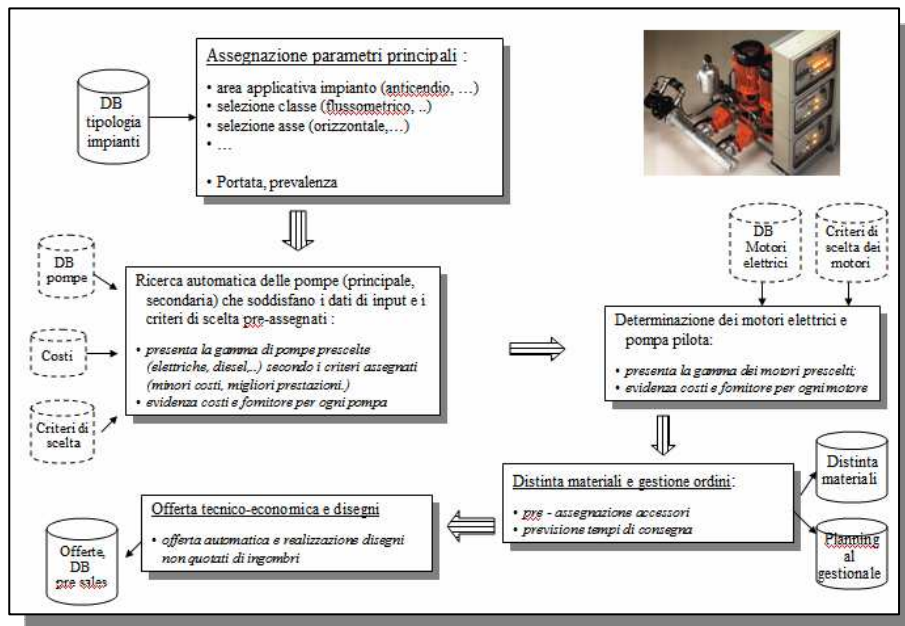 DB
tipologia
impianti
Assegnazione parametri principali :
• area applicativa impianto (anticendio, …)
• selezione classe (flussometrico, ..)
• selezione asse (orizzontale,…)
• …
• Portata, prevalenza
DB
pompe
Costi
Criteri di
scelta
Ricerca automatica delle pompe (principale,
secondaria) che soddisfano i dati di input e i
criteri di scelta pre-assegnati :
• presenta la gamma di pompe prescelte
(elettriche, diesel,..) secondo i criteri assegnati
(minori costi, migliori prestazioni.)
• evidenza costi e fornitore per ogni pompa
DB
Motori
elettrici
Criteri di
scelta dei
motori
Determinazione dei motori elettrici e
pompa pilota:
• presenta la gamma dei motori prescelti;
• evidenza costi e fornitore per ogni motore
Distinta materiali e gestione ordini:
• pre - assegnazione accessori
• previsione tempi di consegna
Distinta
materiali
Planning
al
gestionale
Offerta tecnico-economica e disegni
• offerta automatica e realizzazione disegni
non quotati di ingombri
Offerte,
DB
pre sales